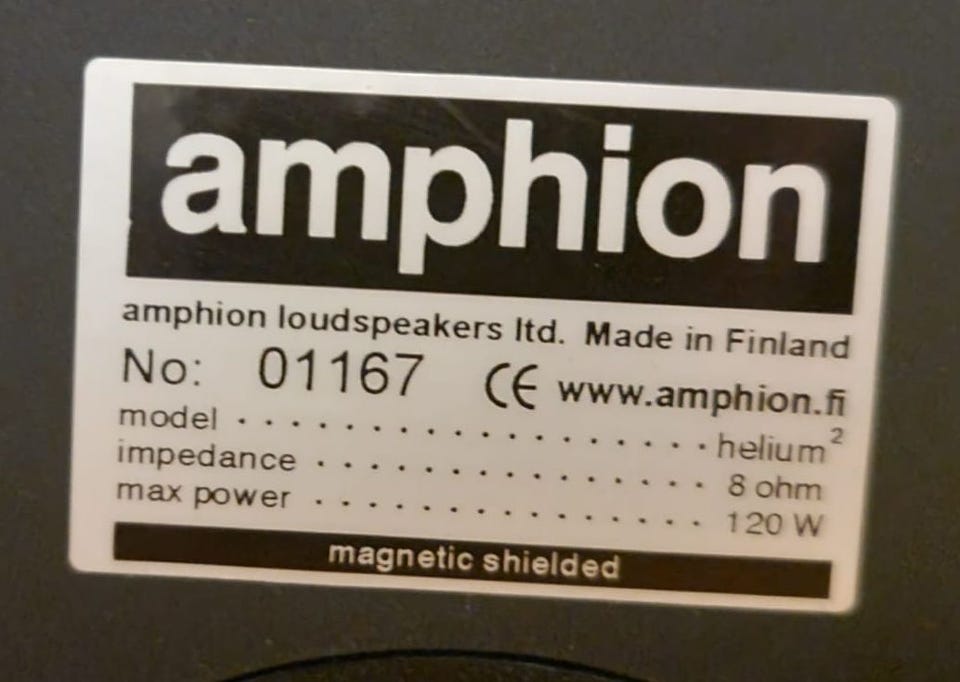 amphion
amphion loudspeakers ltd. Made in Finland
No: 01167 CE www.amphion.fi
model . . . . . . . . . . . . . . . . . . . . helium²
impedance . . . . . . . . . . . . . . . . 8 ohm
max power . . . . . . . . . . . . . . . . 120 W
magnetic shielded